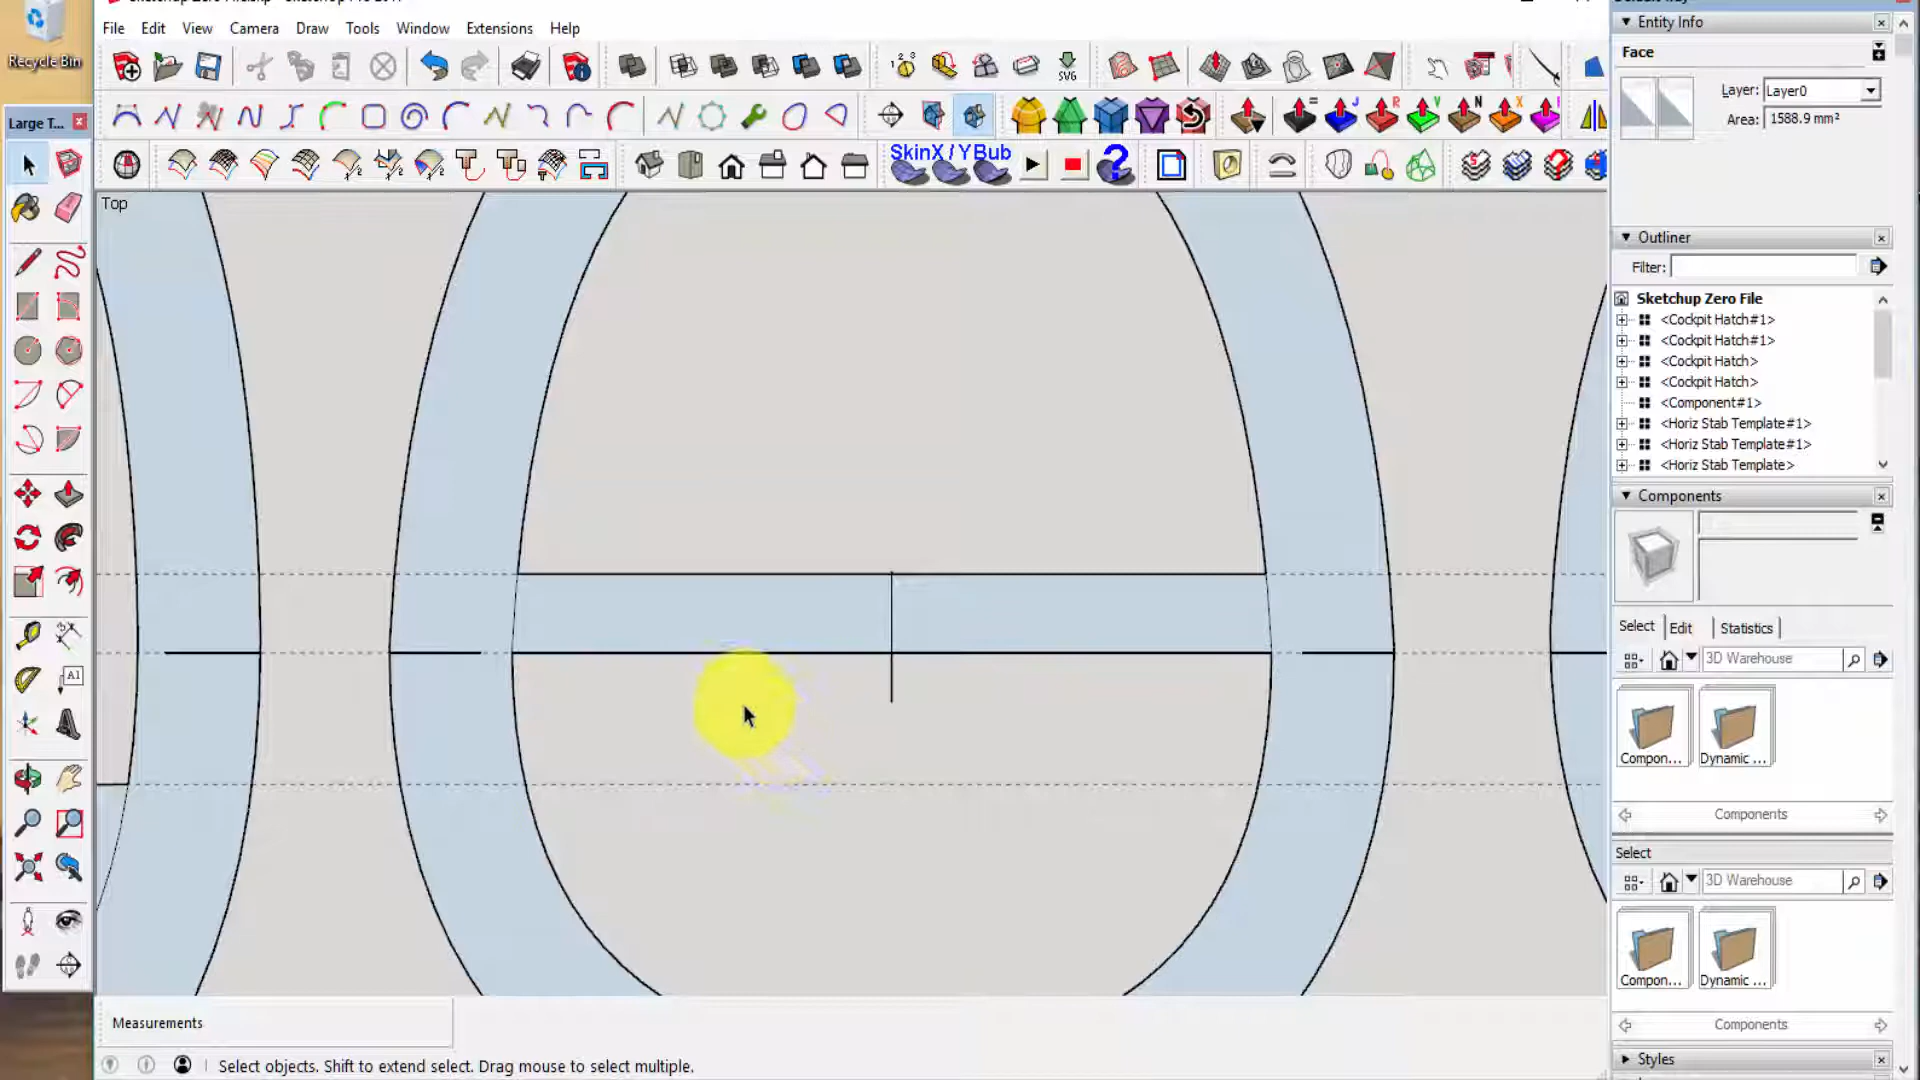 Recycle Bin
File Edit View Camera Draw Tools Window Extensions Help
Large T...
SVG
SkinX / YBub
Top
A1
Entity Info
Face
Layer: Layer0
Area: 1588.9 mm²
Outliner
Filter:
Sketchup Zero File
<Cockpit Hatch#1>
<Cockpit Hatch#1>
<Cockpit Hatch>
<Cockpit Hatch>
<Component#1>
<Horiz Stab Template#1>
<Horiz Stab Template#1>
<Horiz Stab Template>
Components
Select Edit Statistics
3D Warehouse
Compon... Dynamic ...
Components
Select
3D Warehouse
Compon... Dynamic ...
Components
Styles
Measurements
Select objects. Shift to extend select. Drag mouse to select multiple.